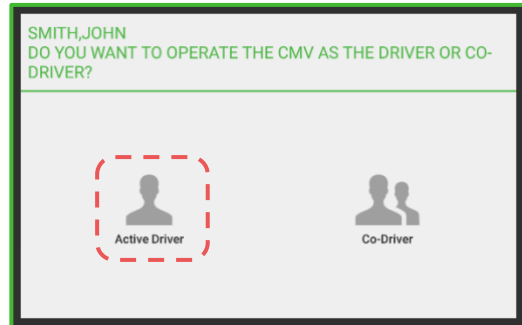 SMITH,JOHN
DO YOU WANT TO OPERATE THE CMV AS THE DRIVER OR CO-
DRIVER?
Active Driver
Co-Driver